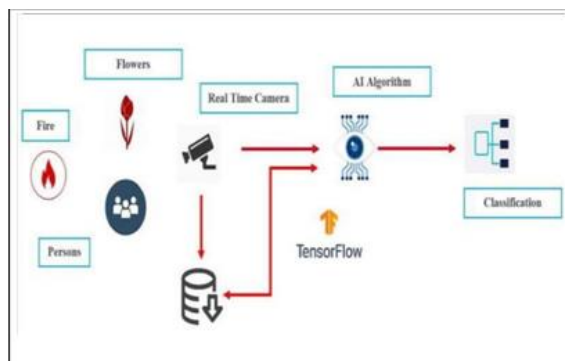 Flowers
AI Algorithm
Real Time Camera
Fire
Classification
Persons
TensorFlow